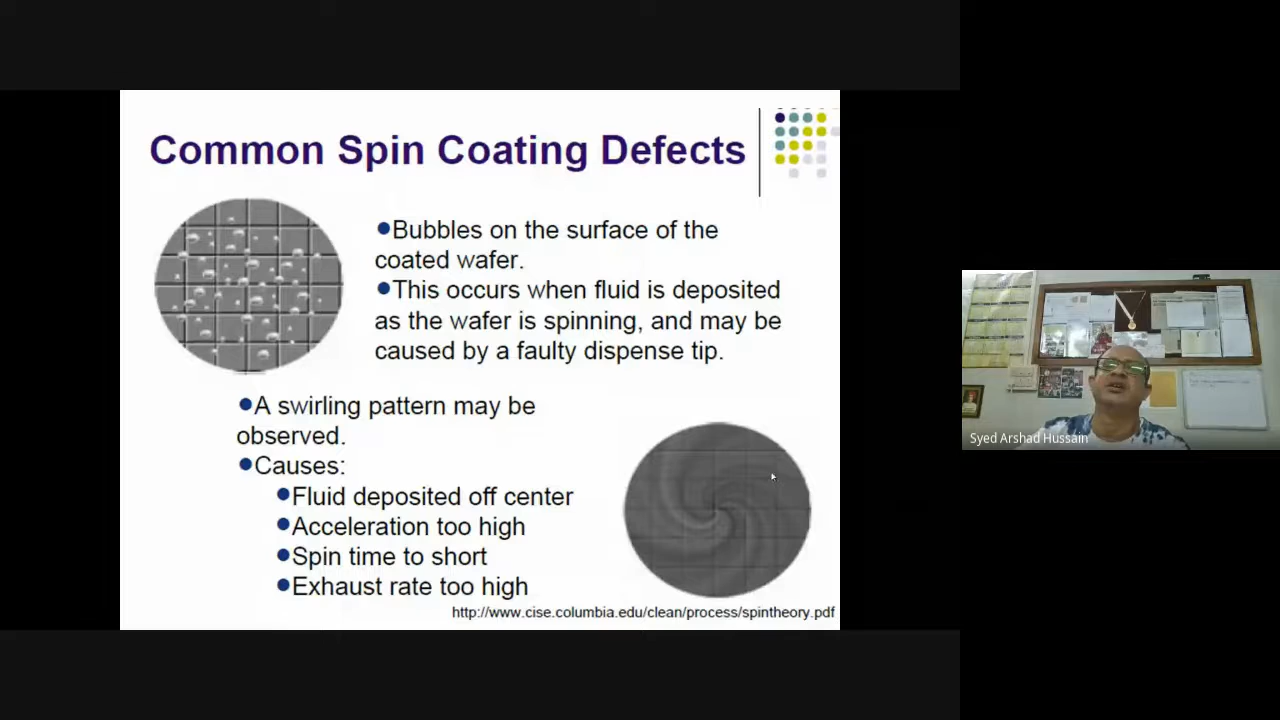 Common Spin Coating Defects
●Bubbles on the surface of the
coated wafer.
●This occurs when fluid is deposited
as the wafer is spinning, and may be
caused by a faulty dispense tip.
●A swirling pattern may be
observed.
●Causes:
●Fluid deposited off center
●Acceleration too high
●Spin time to short
●Exhaust rate too high
http://www.cise.columbia.edu/clean/process/spintheory.pdf
Syed Arshad Hussain